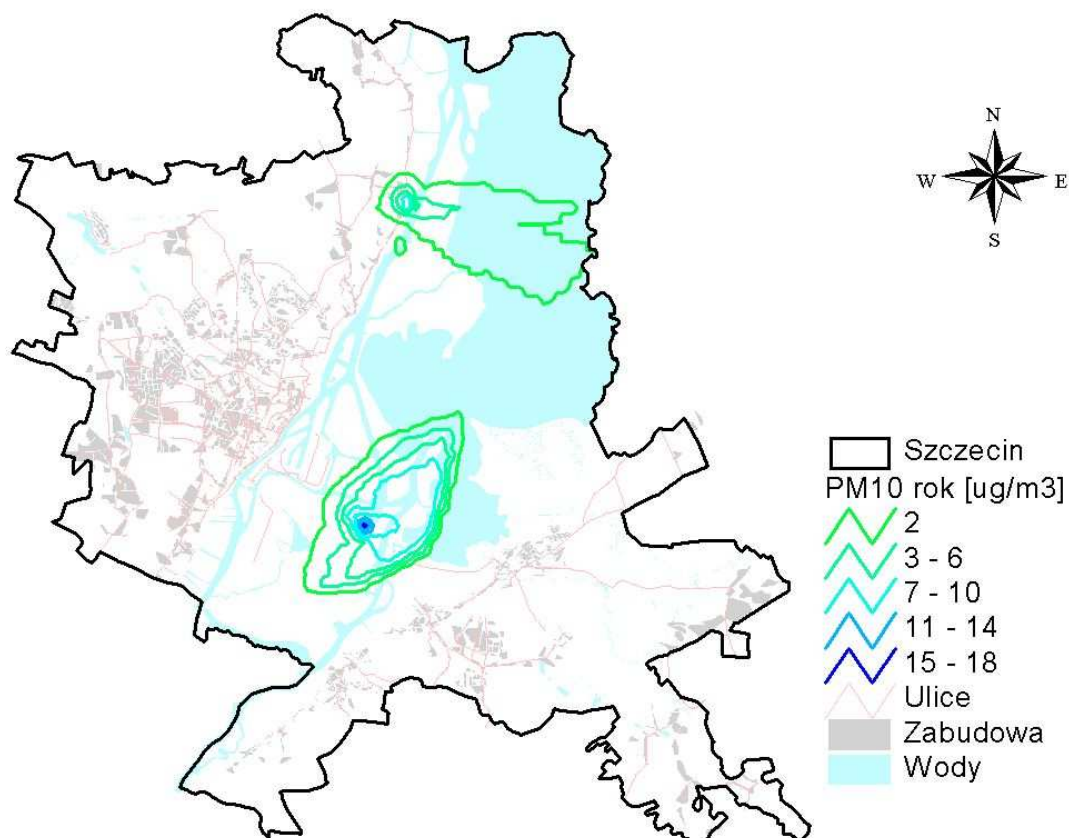 N
W E
S
Szczecin
PM10 rok [ug/m3]
2
3 - 6
7 - 10
11 - 14
15 - 18
Ulice
Zabudowa
Wody